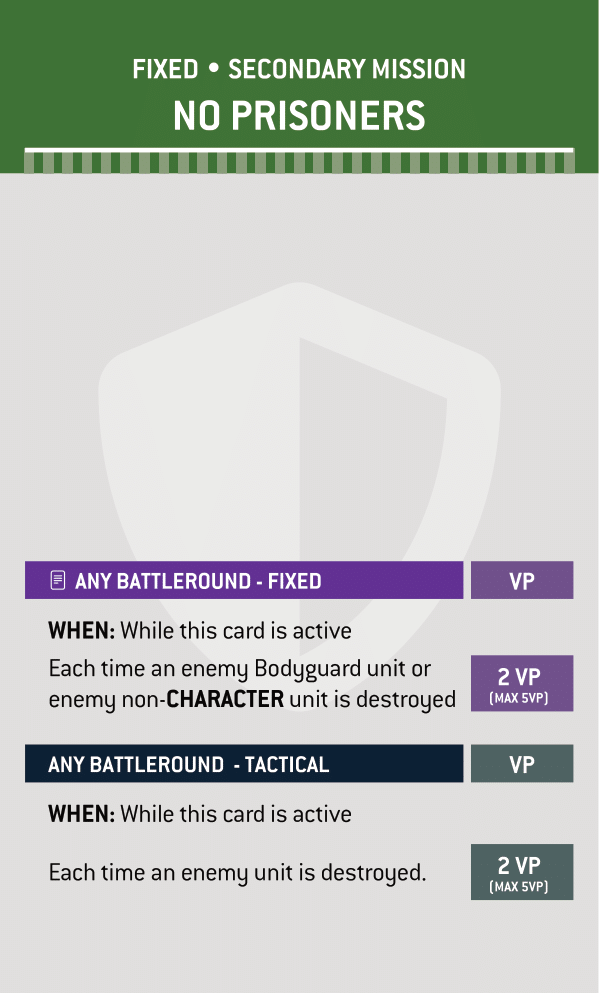 FIXED • SECONDARY MISSION
NO PRISONERS
ANY BATTLEROUND - FIXED
VP
WHEN: While this card is active
Each time an enemy Bodyguard unit or
enemy non-CHARACTER unit is destroyed
2 VP
(MAX 5VP)
ANY BATTLEROUND - TACTICAL
VP
WHEN: While this card is active
Each time an enemy unit is destroyed.
2 VP
(MAX 5VP)